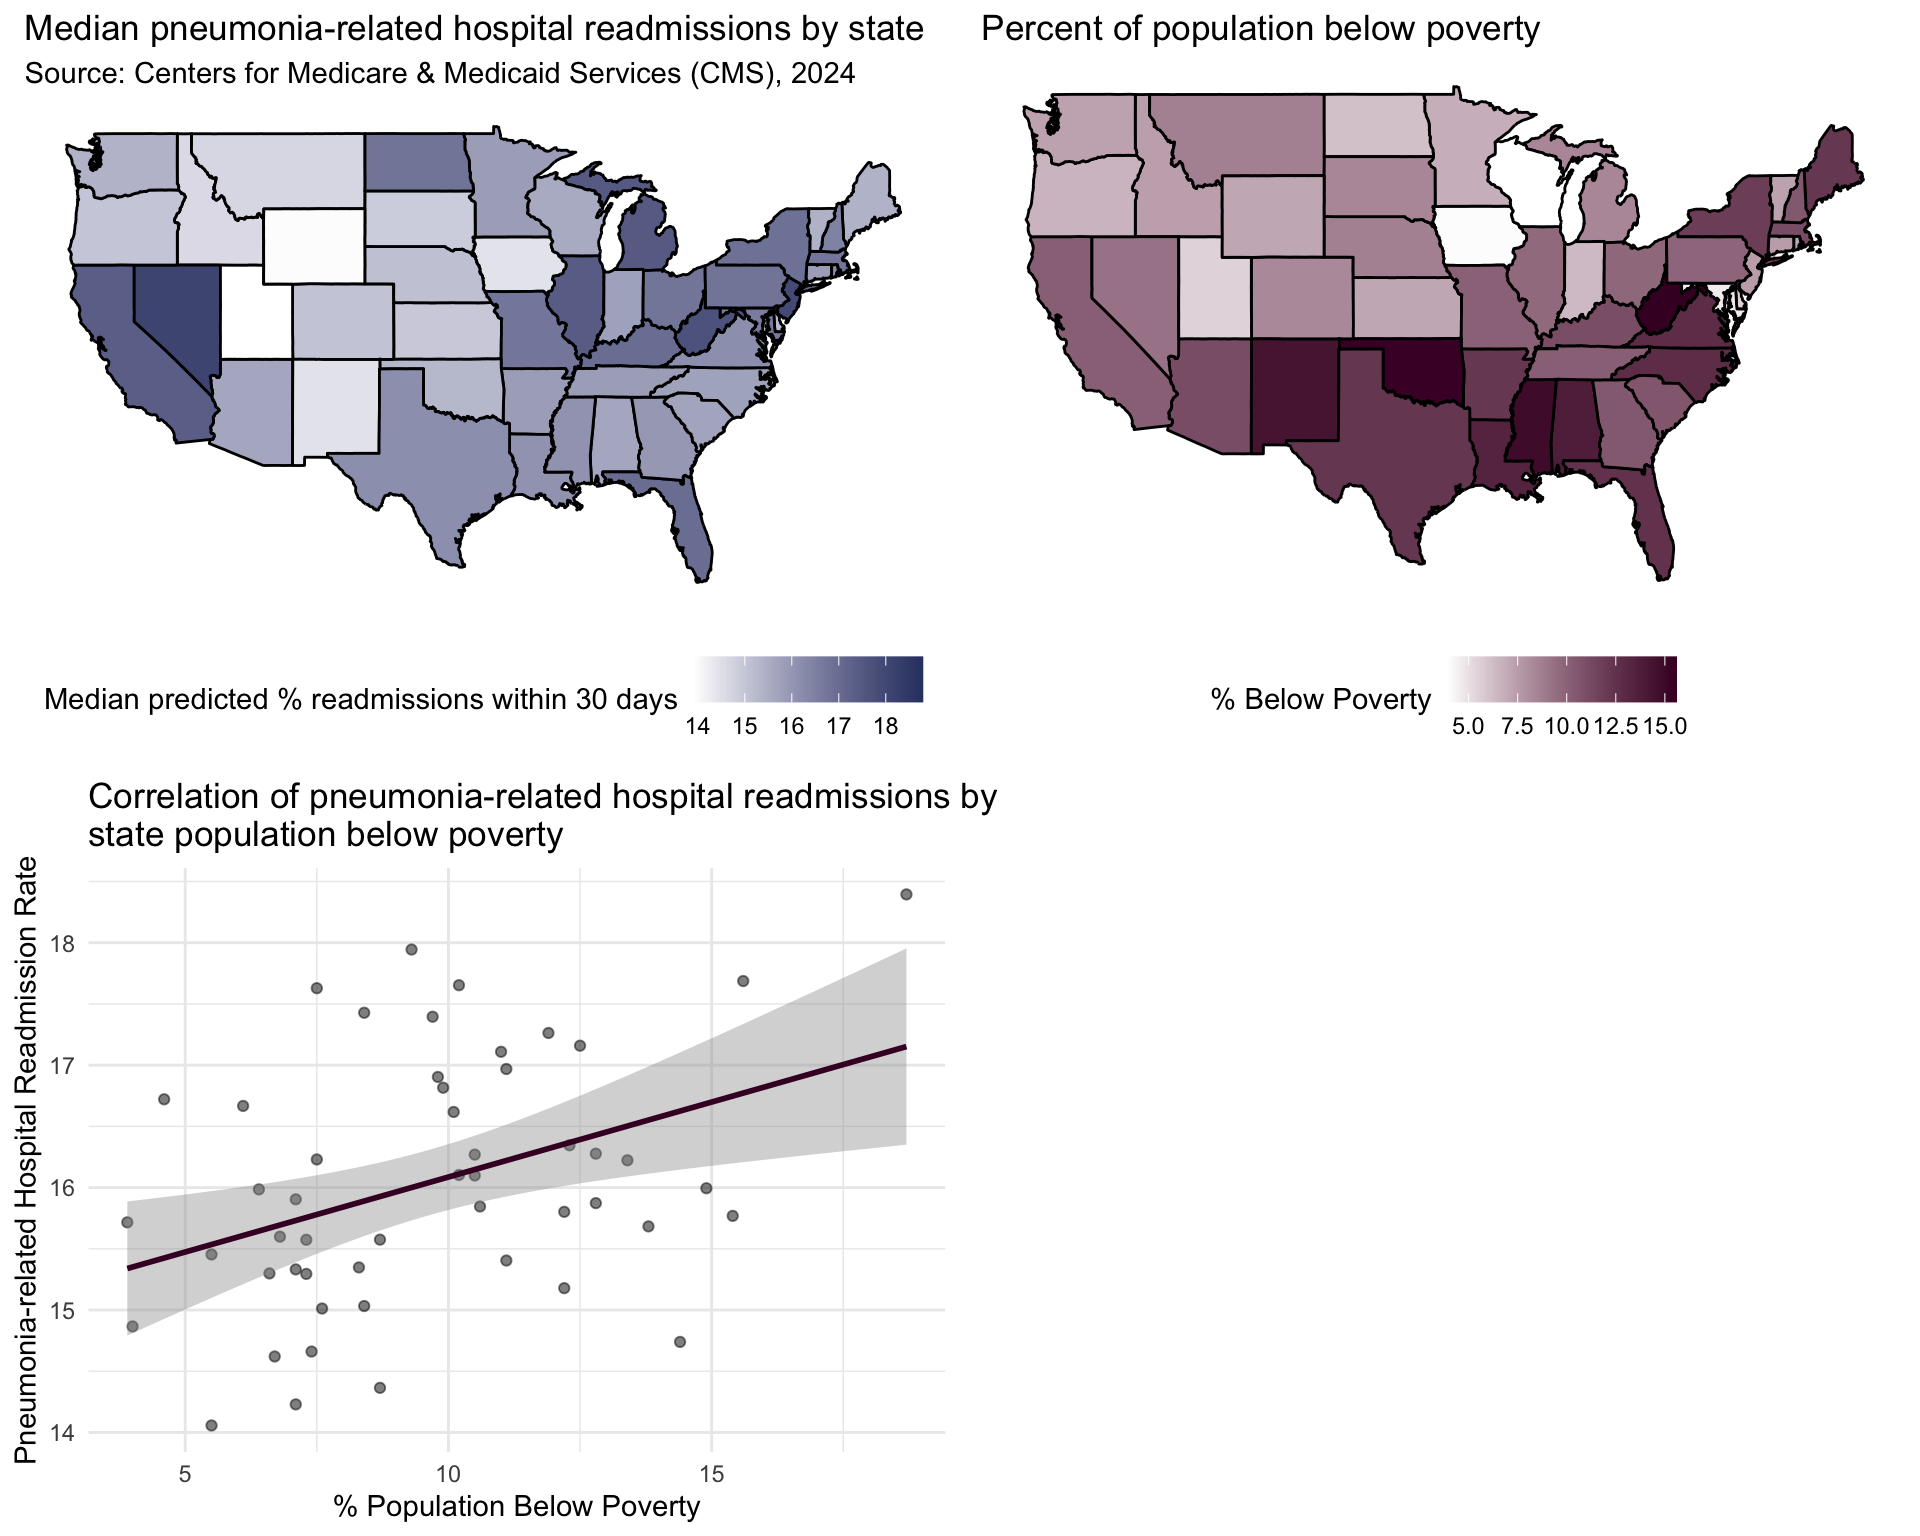 Median pneumonia-related hospital readmissions by state
Source: Centers for Medicare & Medicaid Services (CMS), 2024
Median predicted % readmissions within 30 days
14 15 16 17 18
Percent of population below poverty
% Below Poverty
5.0 7.5 10.0 12.5 15.0
Correlation of pneumonia-related hospital readmissions by
state population below poverty
Pneumonia-related Hospital Readmission Rate
18
17
16
15
14
5 10 15
% Population Below Poverty